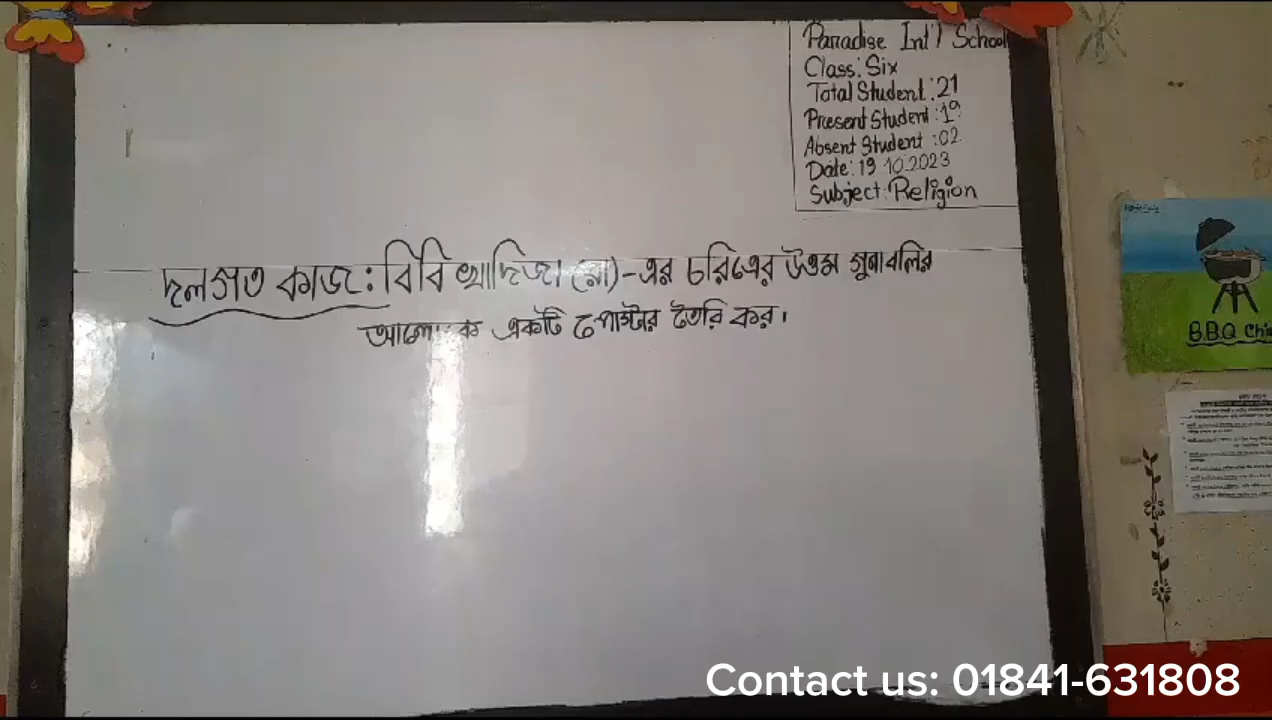 Paradise Int'l School
Class: Six
Total Student: 21
Present Student: 19
Absent Student: 02
Date: 19 10.2023
Subject: Religion
দলগত কাজ: বিবি খাদিজা (রা)-এর চরিত্রের উত্তম গুনাবলির
আলোকে একটি পোস্টার তৈরি কর।
B.B.Q
Contact us: 01841-631808